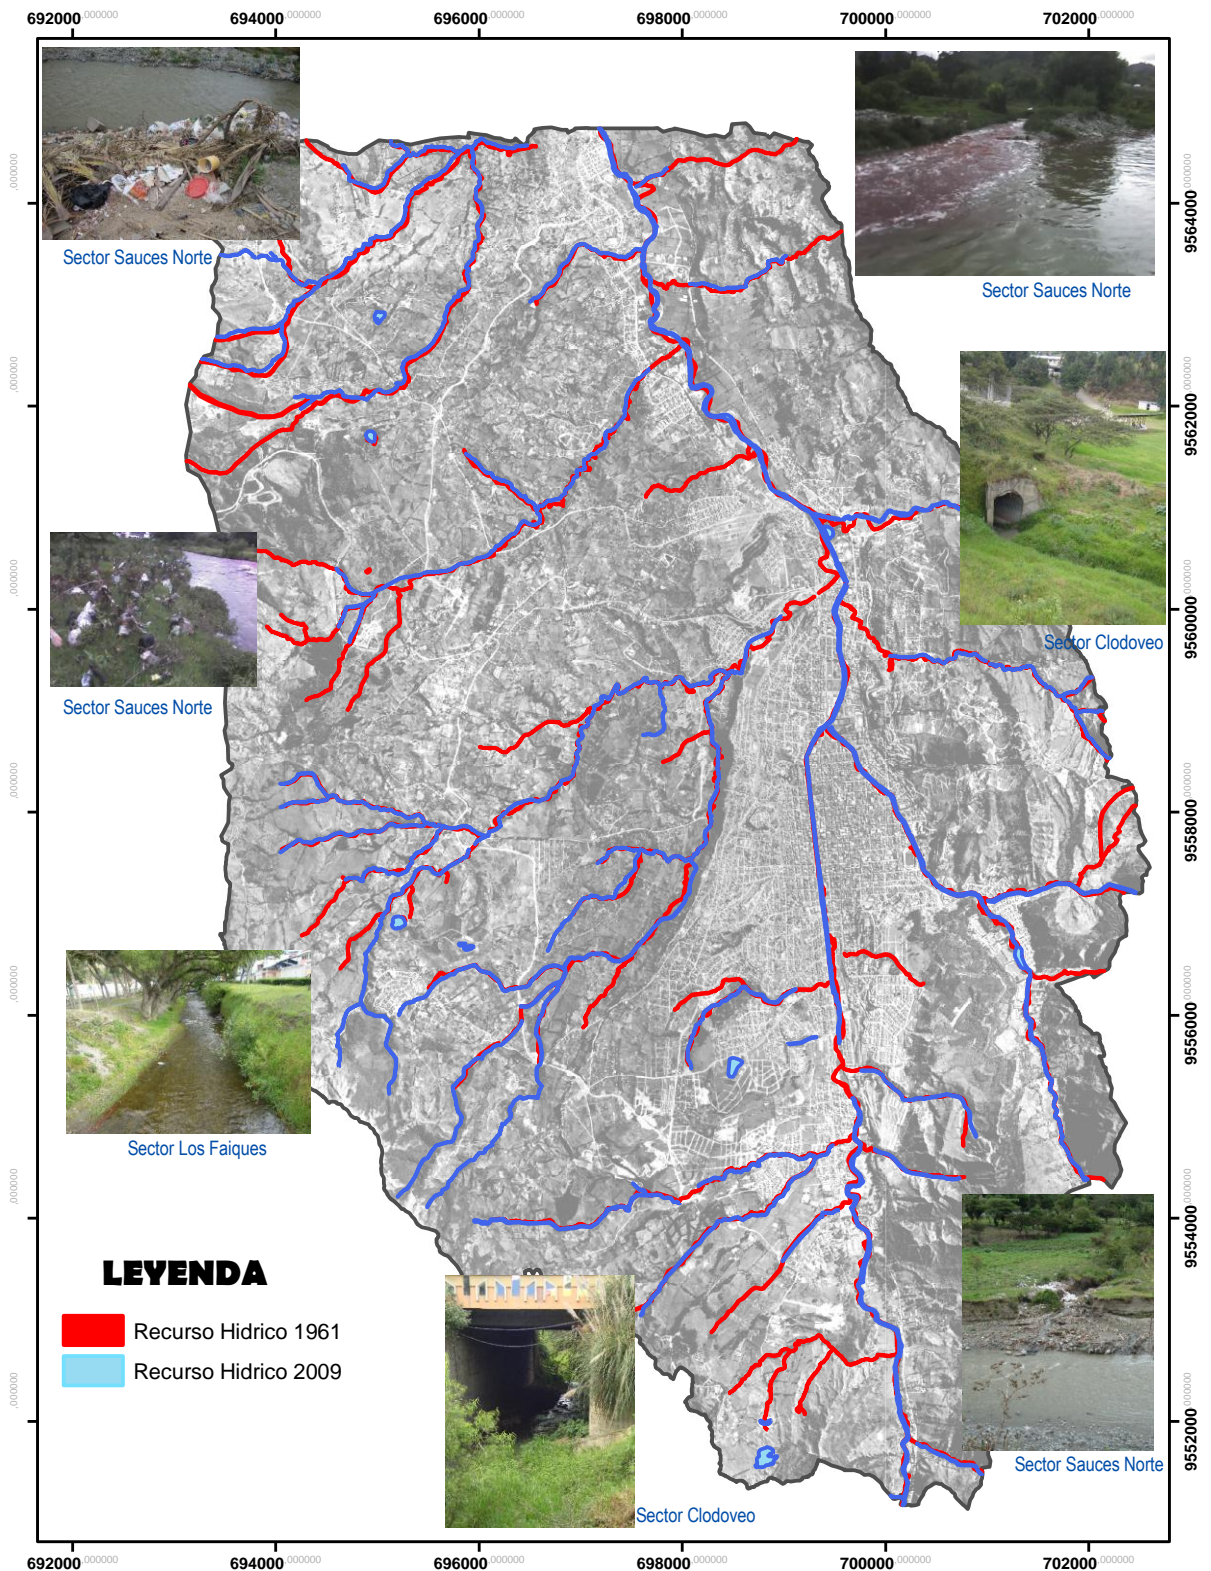 692000.000000 694000.000000 696000.000000 698000.000000 700000.000000 702000.000000
Sector Sauces Norte
Sector Sauces Norte
9564000.000000
9562000.000000
Sector Clodoveo
9560000.000000
Sector Sauces Norte
9558000.000000
9556000.000000
Sector Los Faiques
9554000.000000
LEYENDA
Recurso Hidrico 1961
Recurso Hidrico 2009
9552000.000000
Sector Sauces Norte
Sector Clodoveo
692000.000000 694000.000000 696000.000000 698000.000000 700000.000000 702000.000000